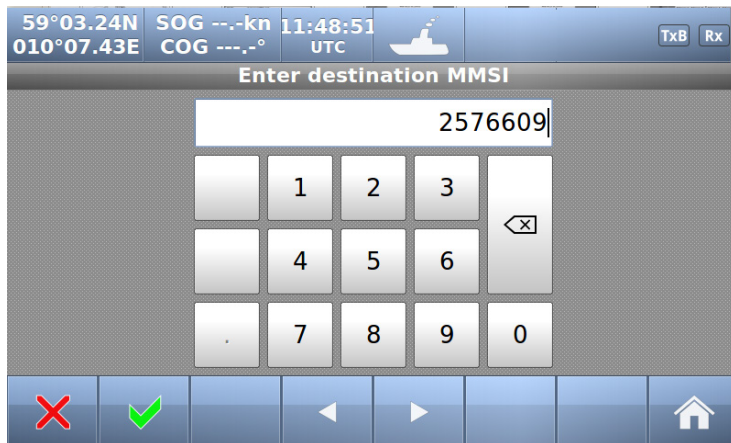 59°03.24N SOG --.-kn 11:48:51
010°07.43E COG ---.-° UTC
TxB Rx
Enter destination MMSI
2576609
1 2 3
4 5 6
. 7 8 9 0